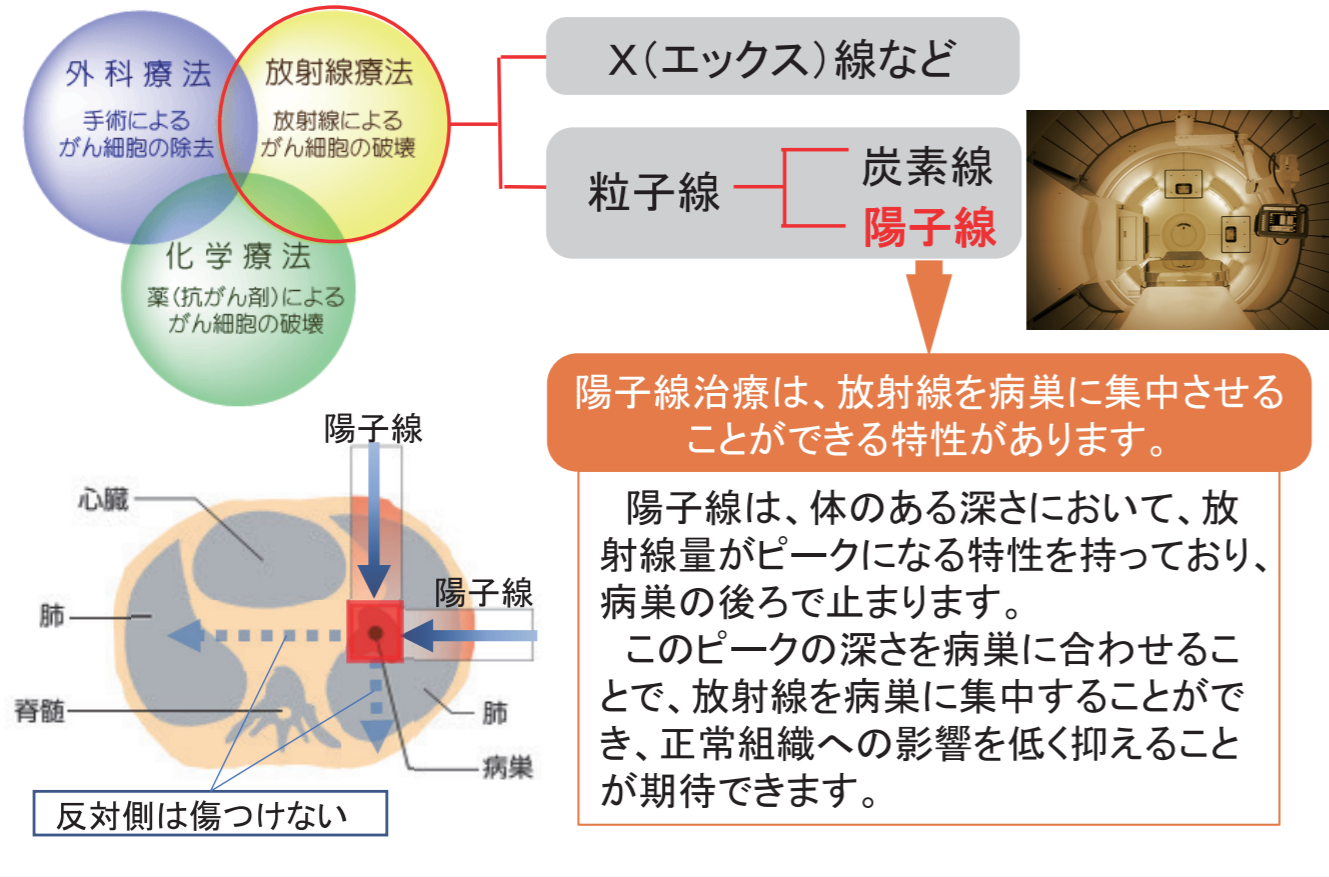 外科療法
手術による
がん細胞の除去
放射線療法
放射線による
がん細胞の破壊
化学療法
薬(抗がん剤)による
がん細胞の破壊
X(エックス)線など
粒子線
炭素線
陽子線
陽子線治療は、放射線を病巣に集中させる
ことができる特性があります。
陽子線は、体のある深さにおいて、放
射線量がピークになる特性を持っており、
病巣の後ろで止まります。
このピークの深さを病巣に合わせるこ
とで、放射線を病巣に集中することがで
き、正常組織への影響を低く抑えること
が期待できます。
陽子線
心臓
陽子線
肺
脊髄
肺
病巣
反対側は傷つけない